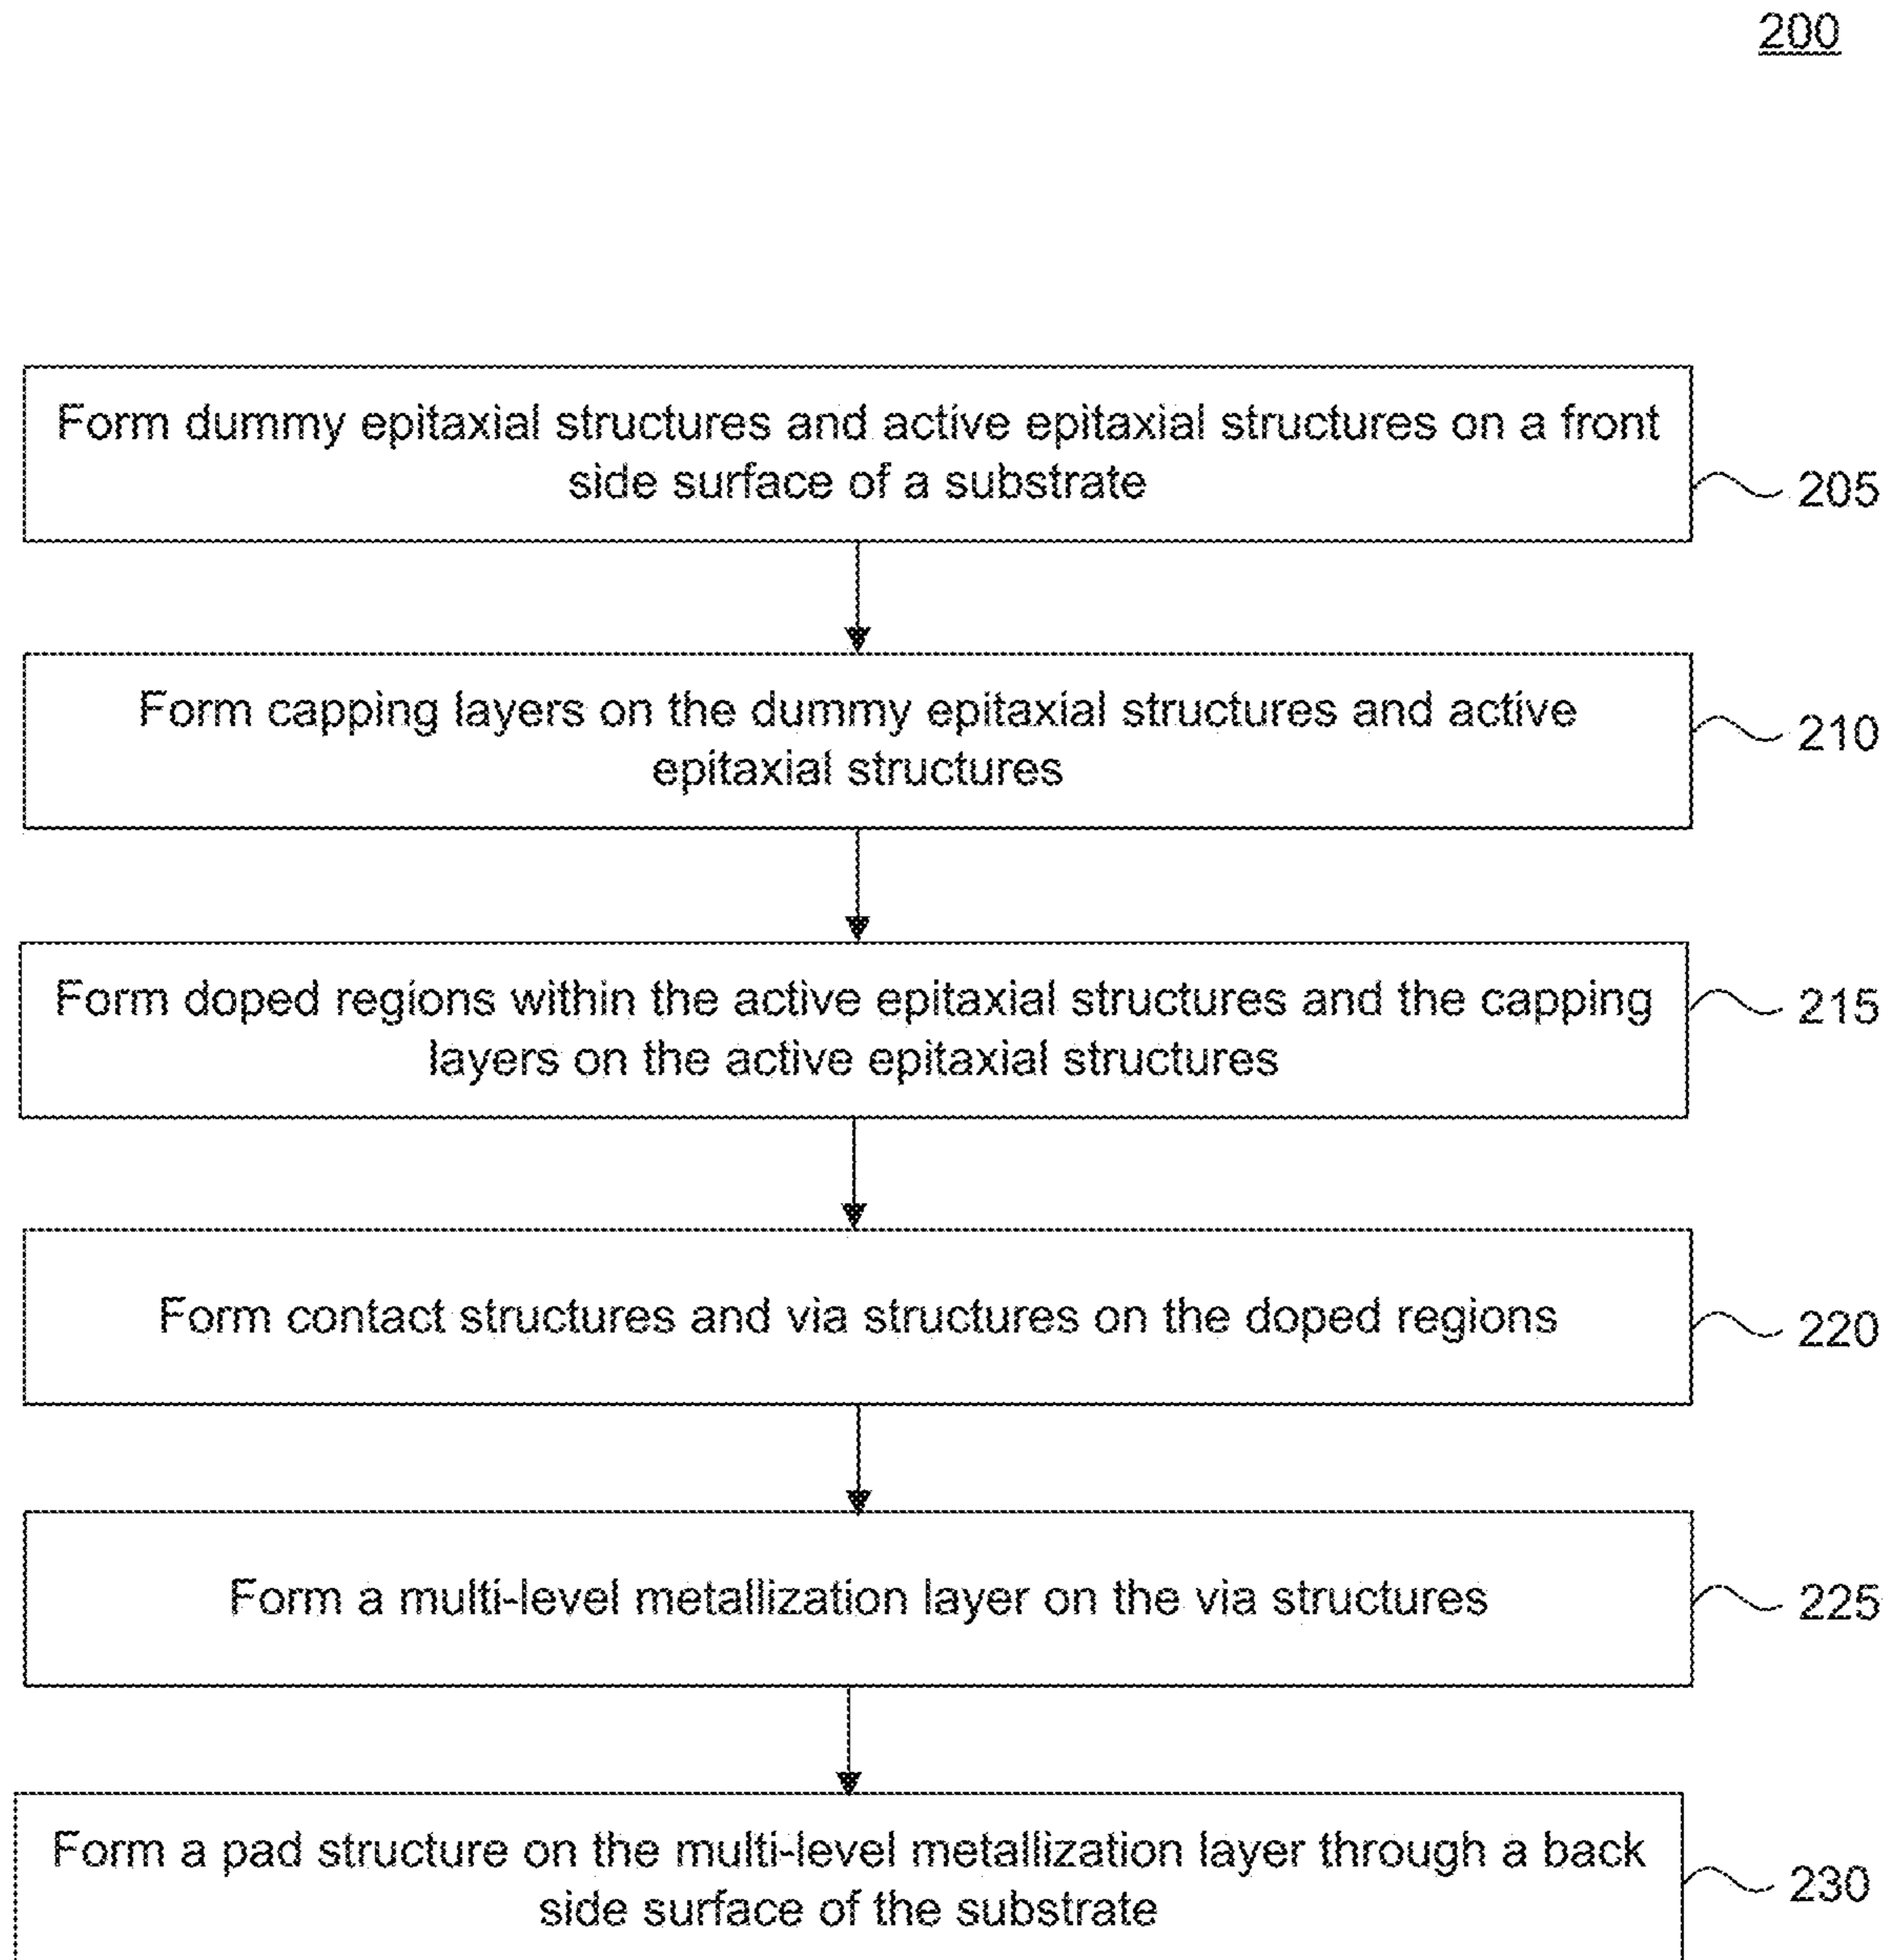 200
Form dummy epitaxial structures and active epitaxial structures on a front
side surface of a substrate
205
Form capping layers on the dummy epitaxial structures and active
epitaxial structures
210
Form doped regions within the active epitaxial structures and the capping
layers on the active epitaxial structures
215
Form contact structures and via structures on the doped regions
220
Form a multi-level metallization layer on the via structures
225
Form a pad structure on the multi-level metallization layer through a back
side surface of the substrate
230